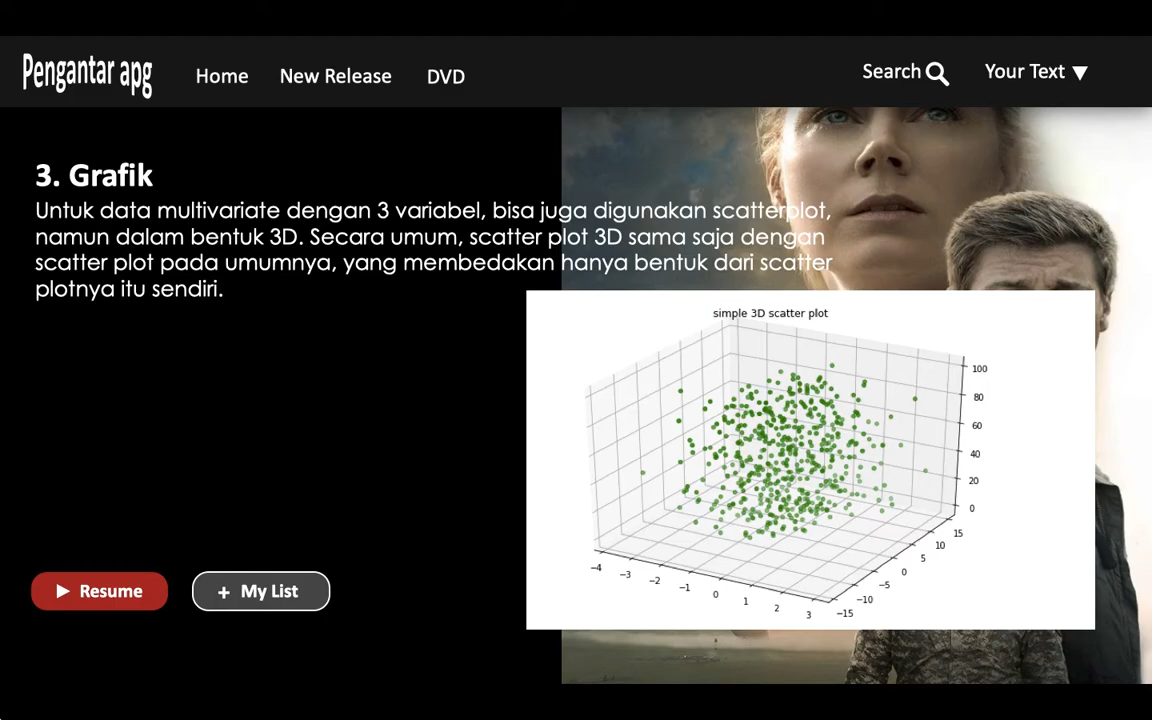 Pengantar apg
Home New Release DVD
Search Your Text
3. Grafik
Untuk data multivariate dengan 3 variabel, bisa juga digunakan scatterplot,
namun dalam bentuk 3D. Secara umum, scatter plot 3D sama saja dengan
scatter plot pada umumnya, yang membedakan hanya bentuk dari scatter
plotnya itu sendiri.
simple 3D scatter plot
100
80
60
40
20
0
15
10
5
0
−5
−10
−15
−4 −3 −2 −1 0 1 2 3
Resume
+ My List